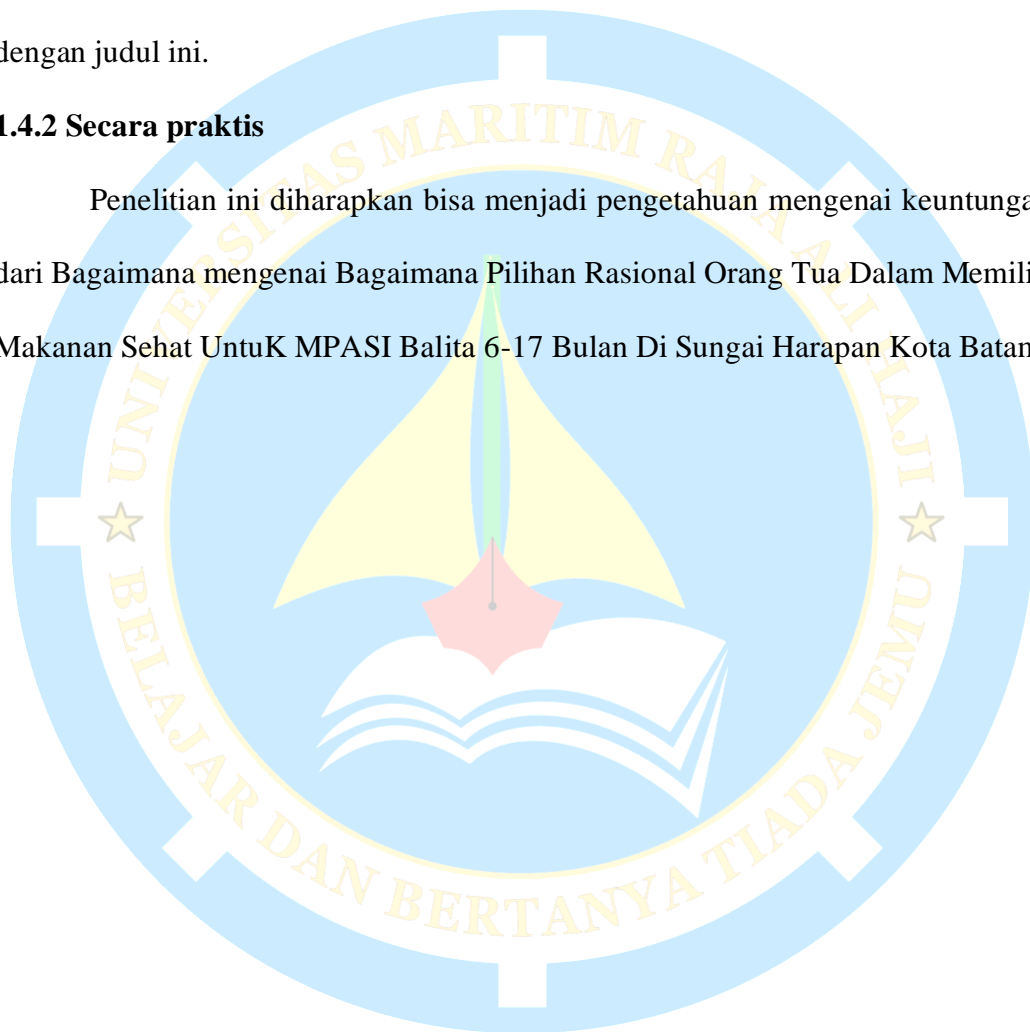 dengan judul ini.
1.4.2 Secara praktis
Penelitian ini diharapkan bisa menjadi pengetahuan mengenai keuntunga
dari Bagaimana mengenai Bagaimana Pilihan Rasional Orang Tua Dalam Memili
Makanan Sehat UntuK MPASI Balita 6-17 Bulan Di Sungai Harapan Kota Batam
UNIVERSITAS MARITIM RAJA ALI HAJI
BELAJAR DAN BERTANYA TIADA JEMU